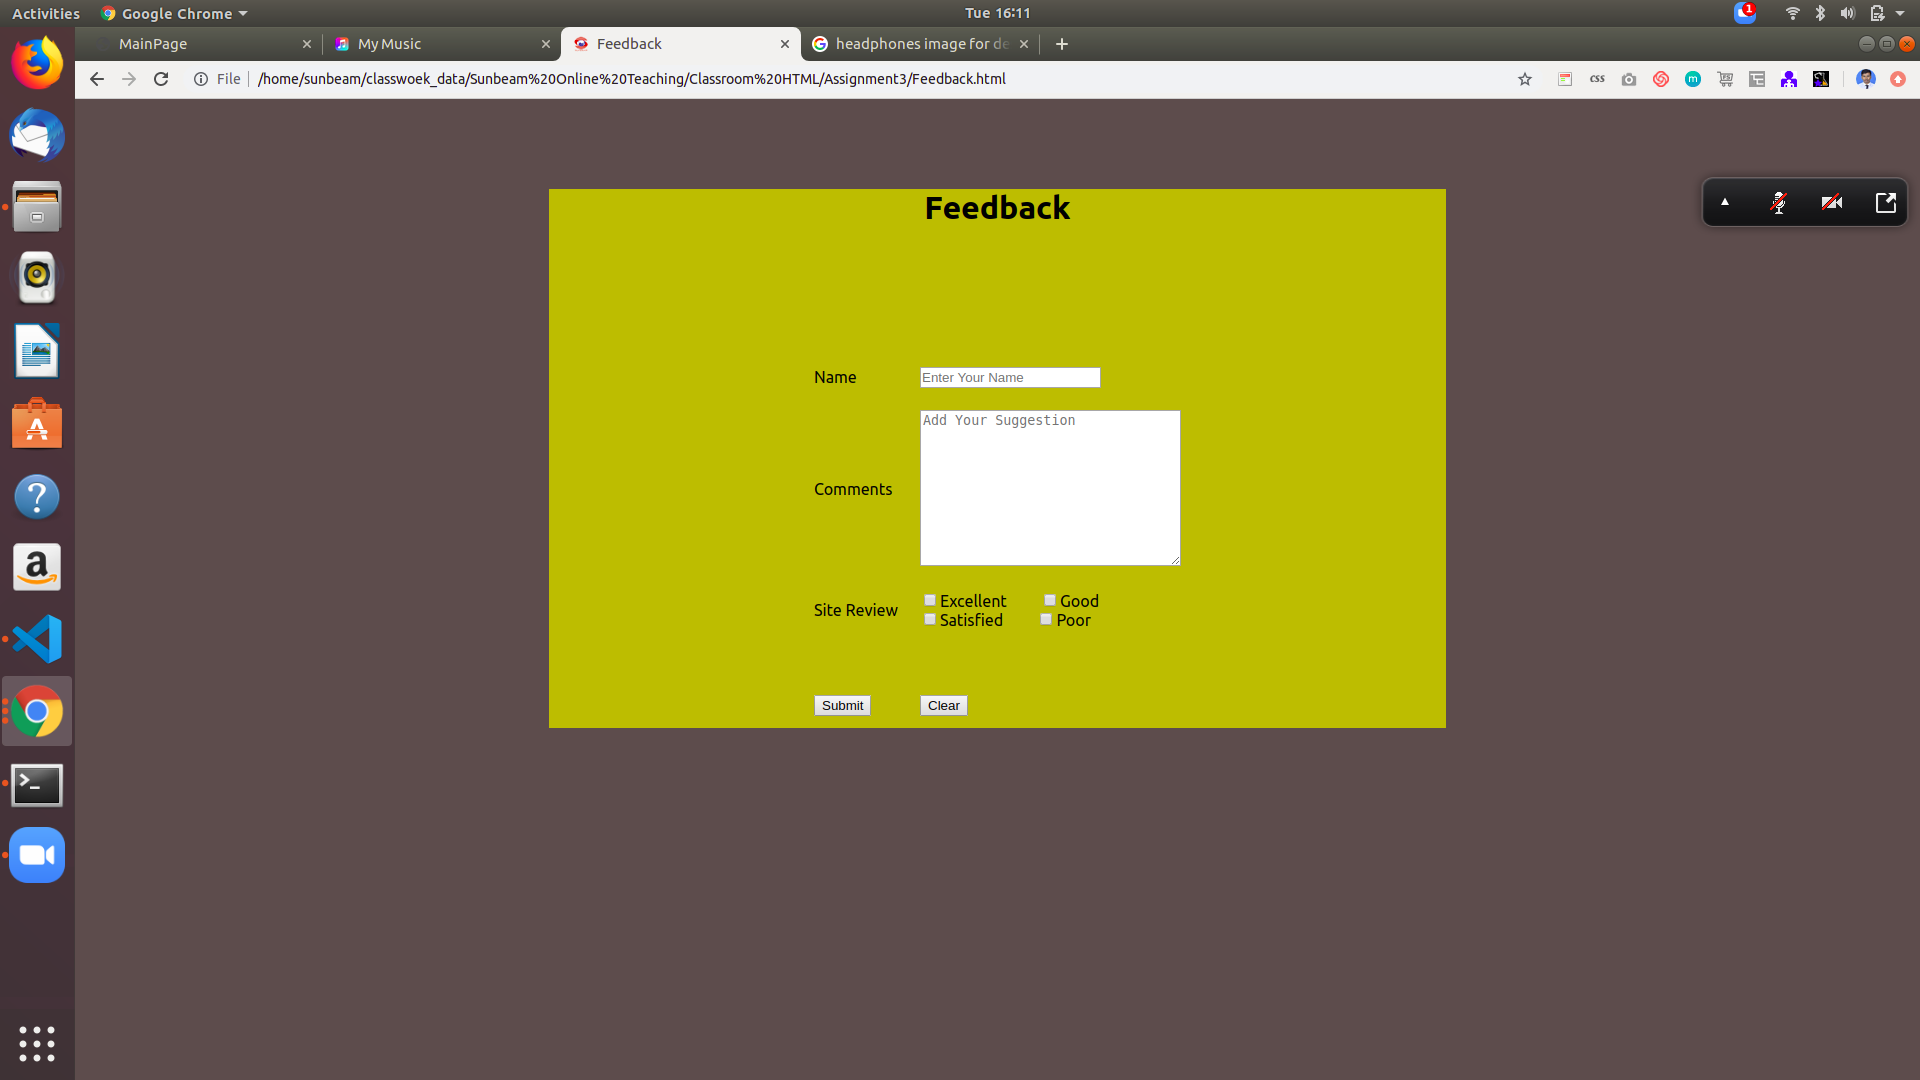 Activities Google Chrome Tue 16:11 1
MainPage My Music Feedback headphones image for de
File /home/sunbeam/classwoek_data/Sunbeam%20Online%20Teaching/Classroom%20HTML/Assignment3/Feedback.html css m
Feedback
Name Enter Your Name
Add Your Suggestion
Comments
Site Review
Excellent Good
Satisfied Poor
Submit Clear